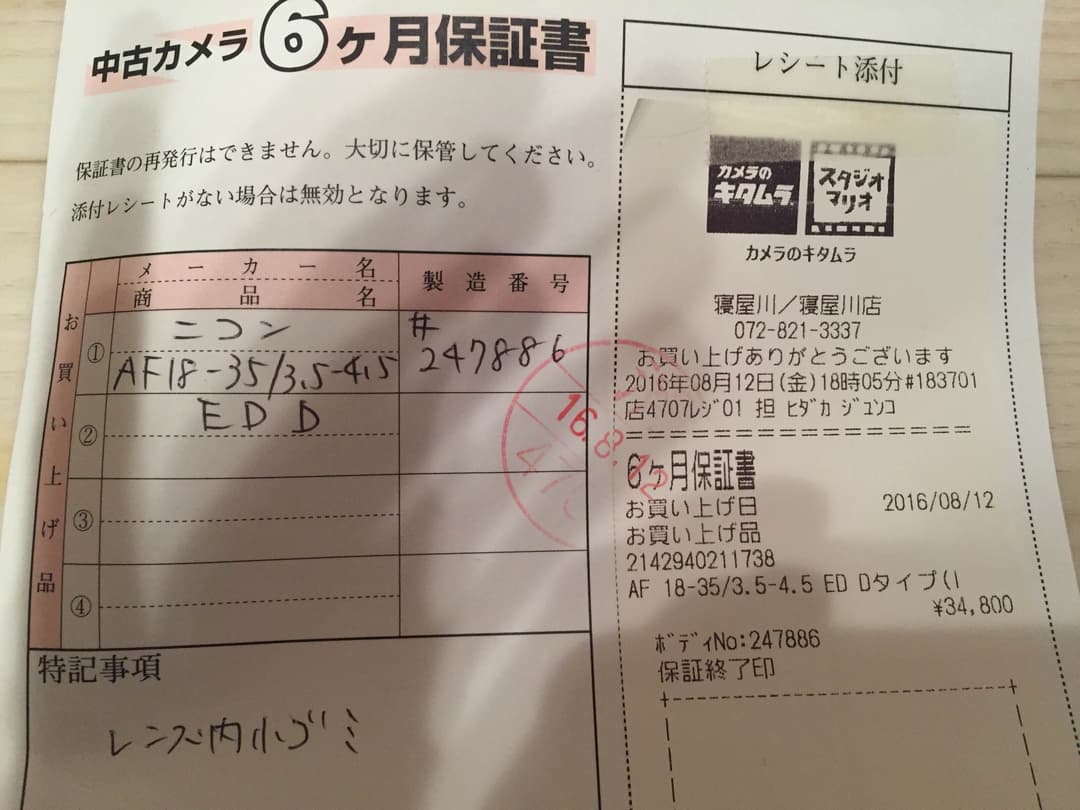 中古カメラ6ヶ月保証書
保証書の再発行はできません。大切に保管してください。
添付レシートがない場合は無効となります。
お買い上げ品
メーカー名
商品名
製造番号
①
ニコン
AF18-35/3.5-4.5
#
247886
②
ED D
③
④
16.8.12
特記事項
レンズ内小ゴミ
レシート添付
カメラの
キタムラ
スタジオ
マリオ
カメラのキタムラ
寝屋川/寝屋川店
072-821-3337
お買い上げありがとうございます
2016年08月12日(金)18時05分#183701
店4707ﾚｼﾞ01 担 ﾋﾀﾞｶ ｼﾞｭﾝｺ
====================
6ヶ月保証書
お買い上げ日 2016/08/12
お買い上げ品
2142940211738
AF 18-35/3.5-4.5 ED Dタイプ(I
¥34,800
ﾎﾞﾃﾞｨNo:247886
保証終了印